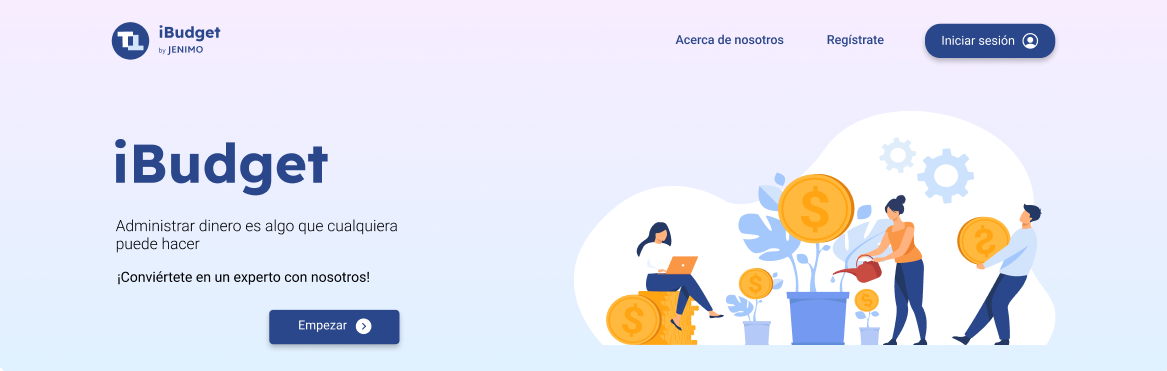 iBudget
by JENIMO
Acerca de nosotros
Regístrate
Iniciar sesión
iBudget
Administrar dinero es algo que cualquiera
puede hacer
¡Conviértete en un experto con nosotros!
Empezar